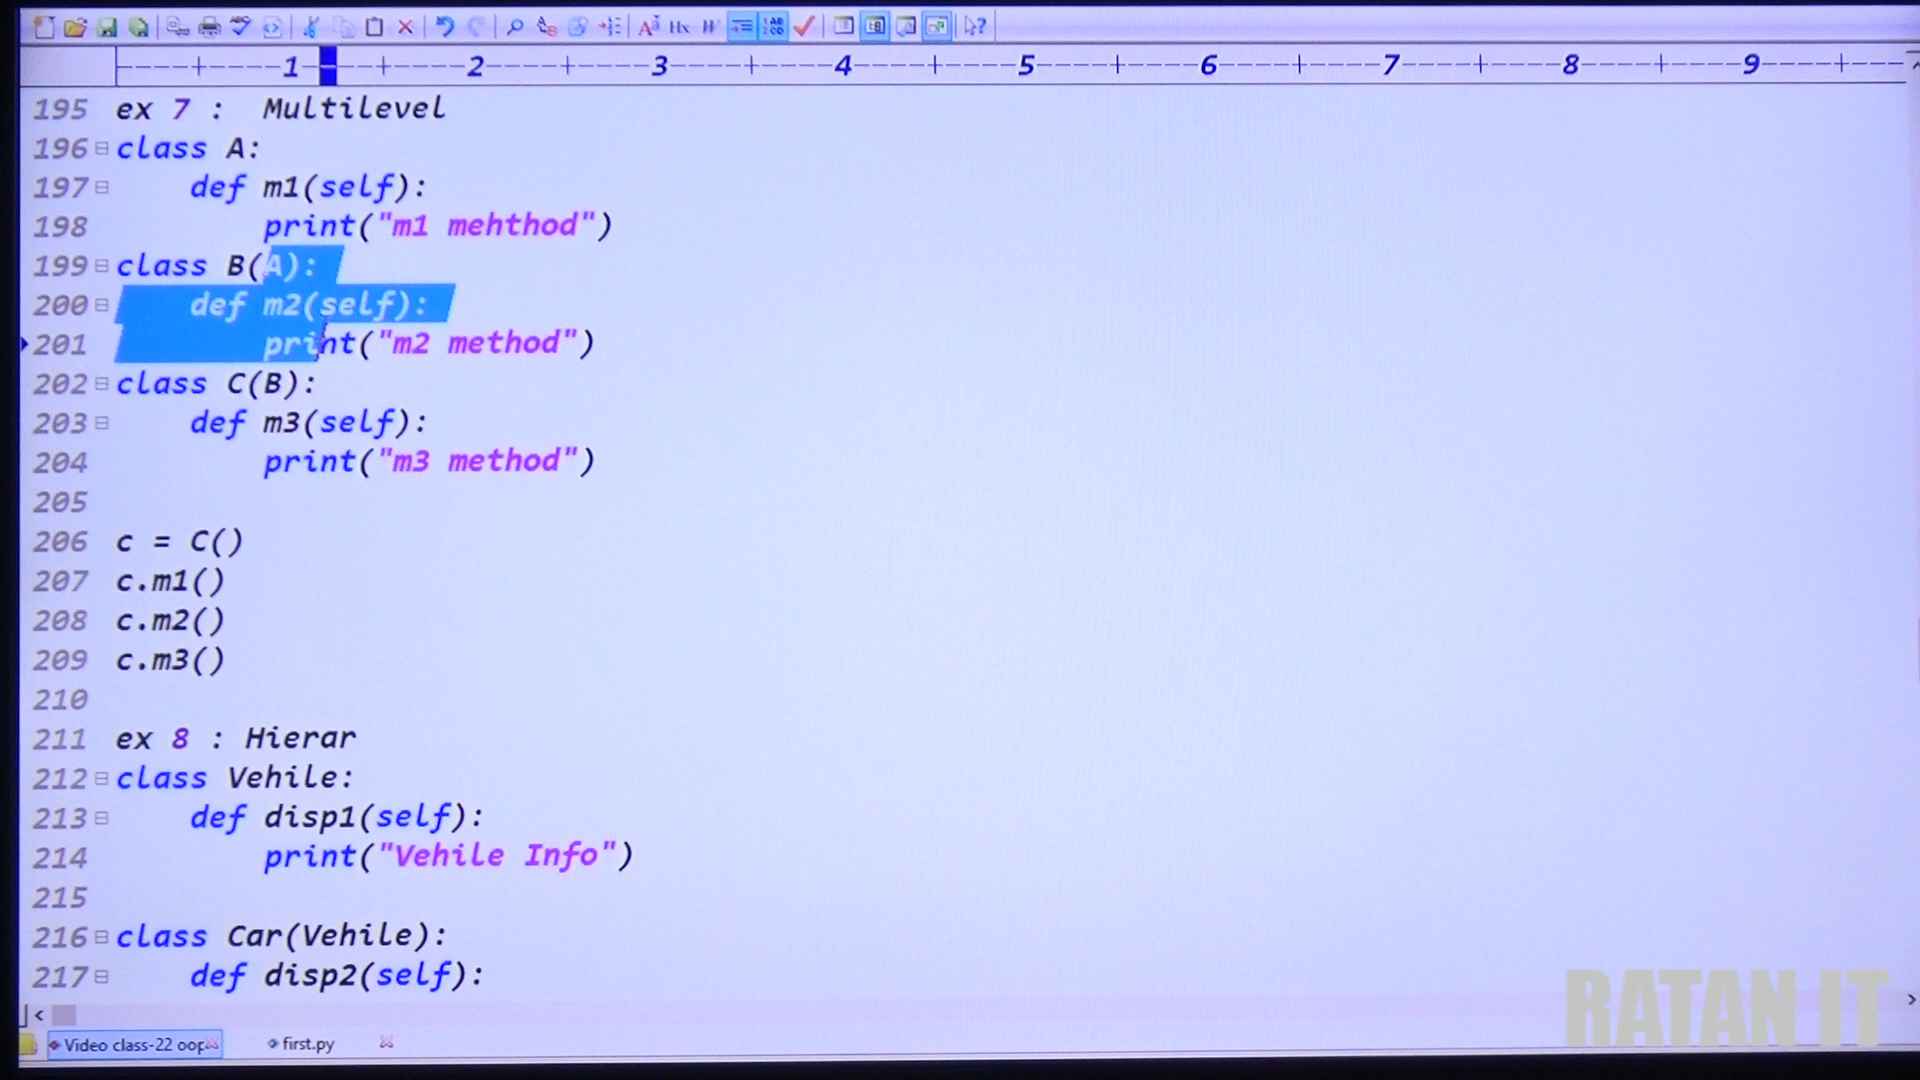 1 2 3 4 5 6 7 8 9
195 ex 7 : Multilevel
196 class A:
197 def m1(self):
198 print("m1 mehthod")
199 class B(A):
200 def m2(self):
201 print("m2 method")
202 class C(B):
203 def m3(self):
204 print("m3 method")
205
206 c = C()
207 c.m1()
208 c.m2()
209 c.m3()
210
211 ex 8 : Hierar
212 class Vehile:
213 def disp1(self):
214 print("Vehile Info")
215
216 class Car(Vehile):
217 def disp2(self):
RATAN IT
Video class-22 oop
first.py